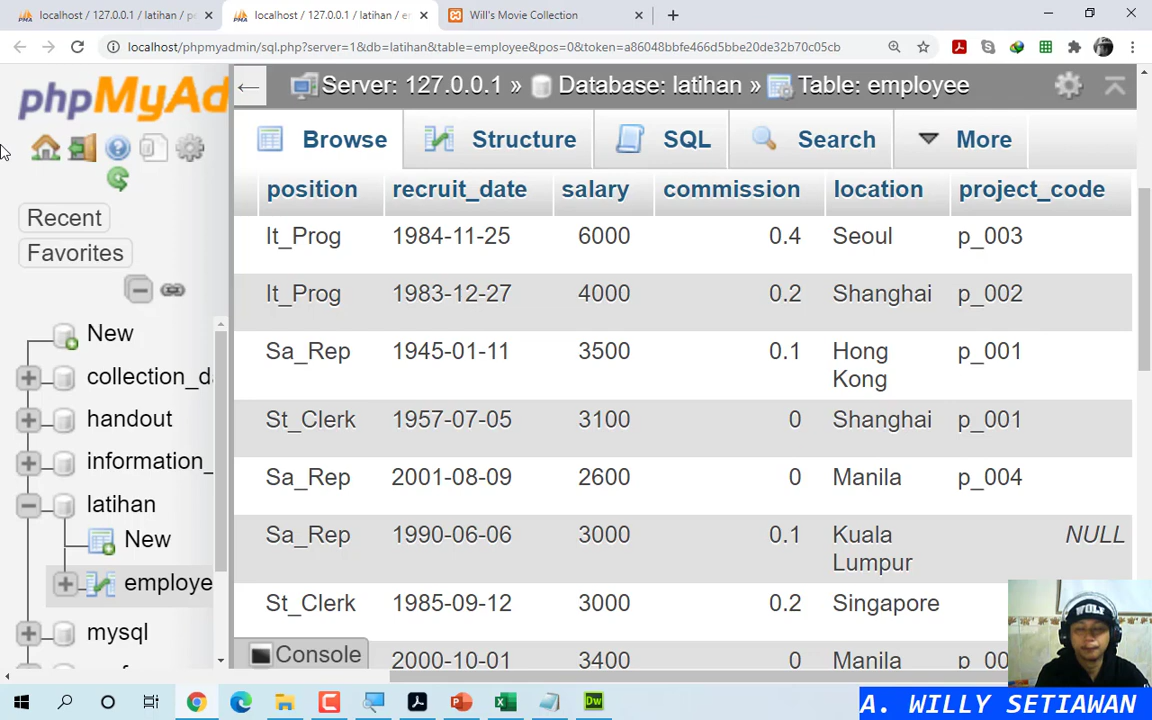 localhost / 127.0.0.1 / latihan / p
localhost / 127.0.0.1 / latihan / e
Will's Movie Collection
localhost/phpmyadmin/sql.php?server=1&db=latihan&table=employee&pos=0&token=a86048bbfe466d5bbe20de32b70c05cb
phpMyAd
Server: 127.0.0.1 » Database: latihan » Table: employee
Browse Structure SQL Search More
Recent
Favorites
New
collection_d
handout
information_
latihan
New
employe
mysql
position recruit_date salary commission location project_code
It_Prog 1984-11-25 6000 0.4 Seoul p_003
It_Prog 1983-12-27 4000 0.2 Shanghai p_002
Sa_Rep 1945-01-11 3500 0.1 Hong
Kong p_001
St_Clerk 1957-07-05 3100 0 Shanghai p_001
Sa_Rep 2001-08-09 2600 0 Manila p_004
Sa_Rep 1990-06-06 3000 0.1 Kuala
Lumpur NULL
St_Clerk 1985-09-12 3000 0.2 Singapore
2000-10-01 3400 0 Manila p_00
Console
WOLF
A. WILLY SETIAWAN